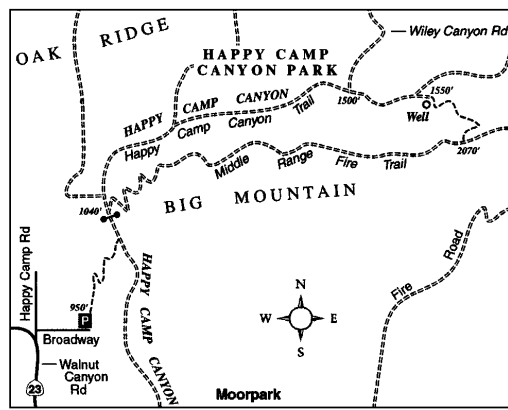 OAK RIDGE
Wiley Canyon Rd
HAPPY CAMP
CANYON PARK
1550'
1500'
Well
HAPPY CAMP CANYON
Happy Camp Canyon Trail
2070'
Middle Range Fire Trail
BIG MOUNTAIN
1040'
Happy Camp Rd
HAPPY CAMP CANYON
Fire Road
950'
P
Broadway
N
W E
S
Walnut
Canyon
Rd
23
Moorpark